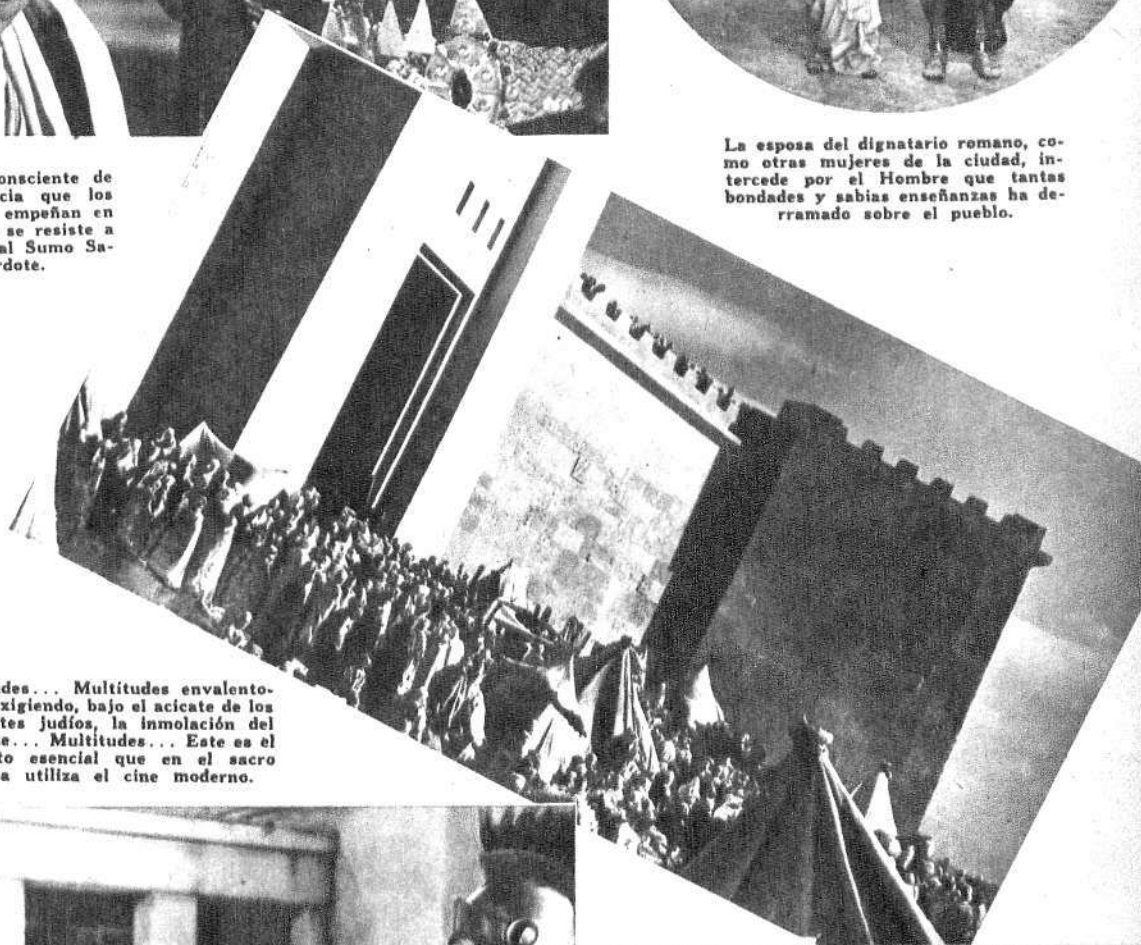 onsciente de
cia que los
empeñan en
se resiste a
al Sumo Sa-
rdote.
La esposa del dignatario romano, co-
mo otras mujeres de la ciudad, in-
tercede por el Hombre que tantas
bondades y sabias enseñanzas ha de-
rramado sobre el pueblo.
des... Multitudes envalento-
xigiendo, bajo el acicate de los
tes judíos, la inmolación del
e... Multitudes... Este es el
to esencial que en el sacro
a utiliza el cine moderno.